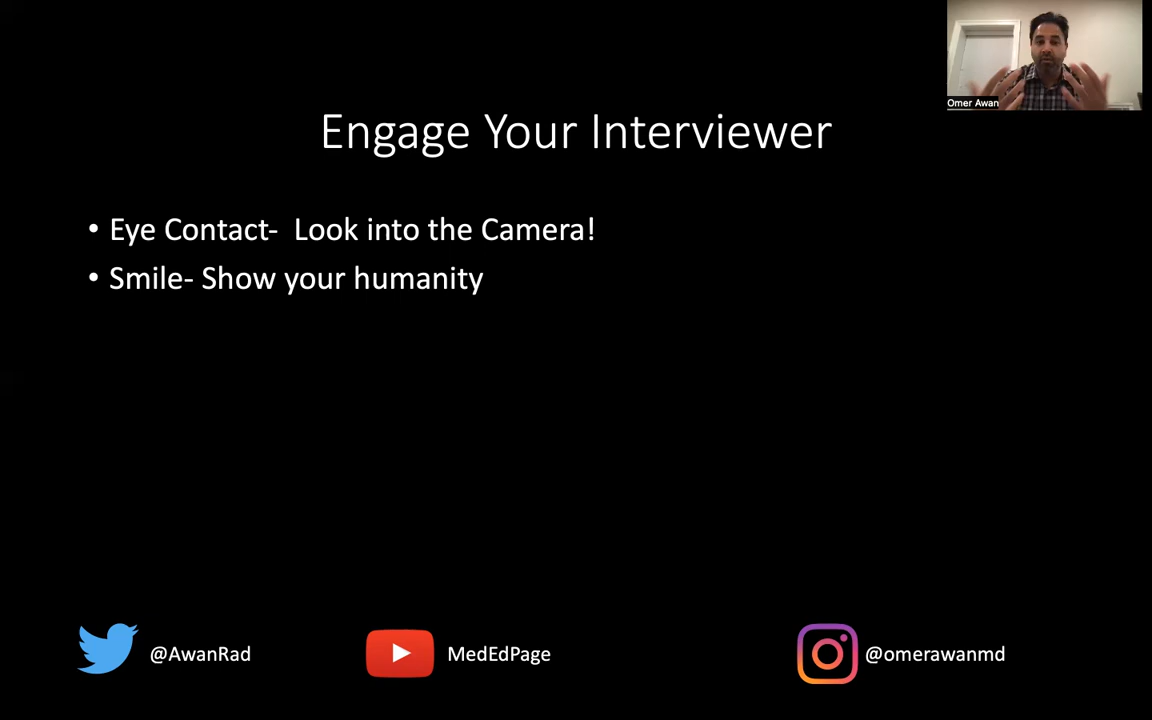 Omer Awan
Engage Your Interviewer
• Eye Contact-  Look into the Camera!
• Smile- Show your humanity
@AwanRad
MedEdPage
@omerawanmd